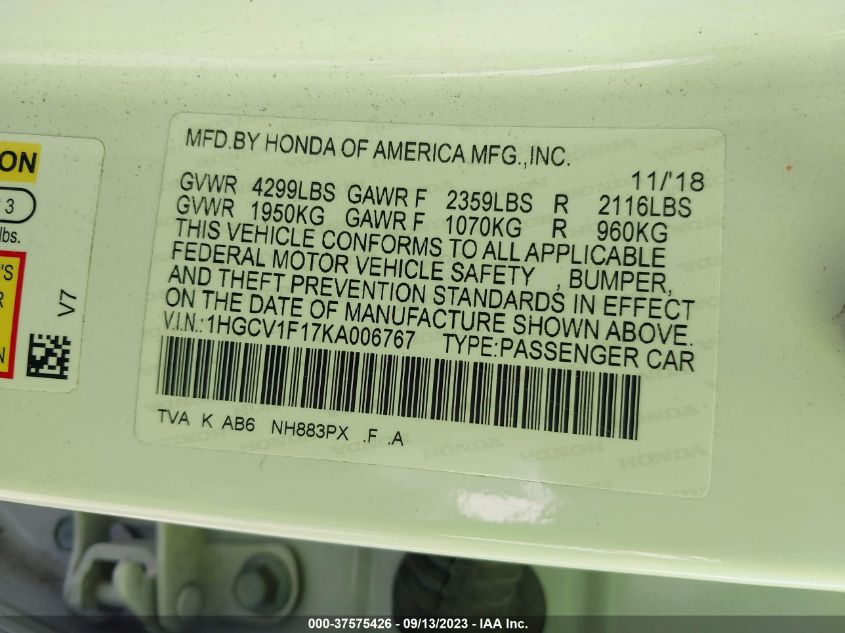 MFD.BY HONDA OF AMERICA MFG.,INC.
11/'18
GVWR 4299LBS GAWR F 2359LBS R 2116LBS
GVWR 1950KG GAWR F 1070KG R 960KG
THIS VEHICLE CONFORMS TO ALL APPLICABLE
FEDERAL MOTOR VEHICLE SAFETY , BUMPER,
AND THEFT PREVENTION STANDARDS IN EFFECT
ON THE DATE OF MANUFACTURE SHOWN ABOVE.
V.I.N.:1HGCV1F17KA006767 TYPE:PASSENGER CAR
TVA K AB6 NH883PX .F .A
ON
3
lbs.
'S
R
N
V7
000-37575426 - 09/13/2023 - IAA Inc.